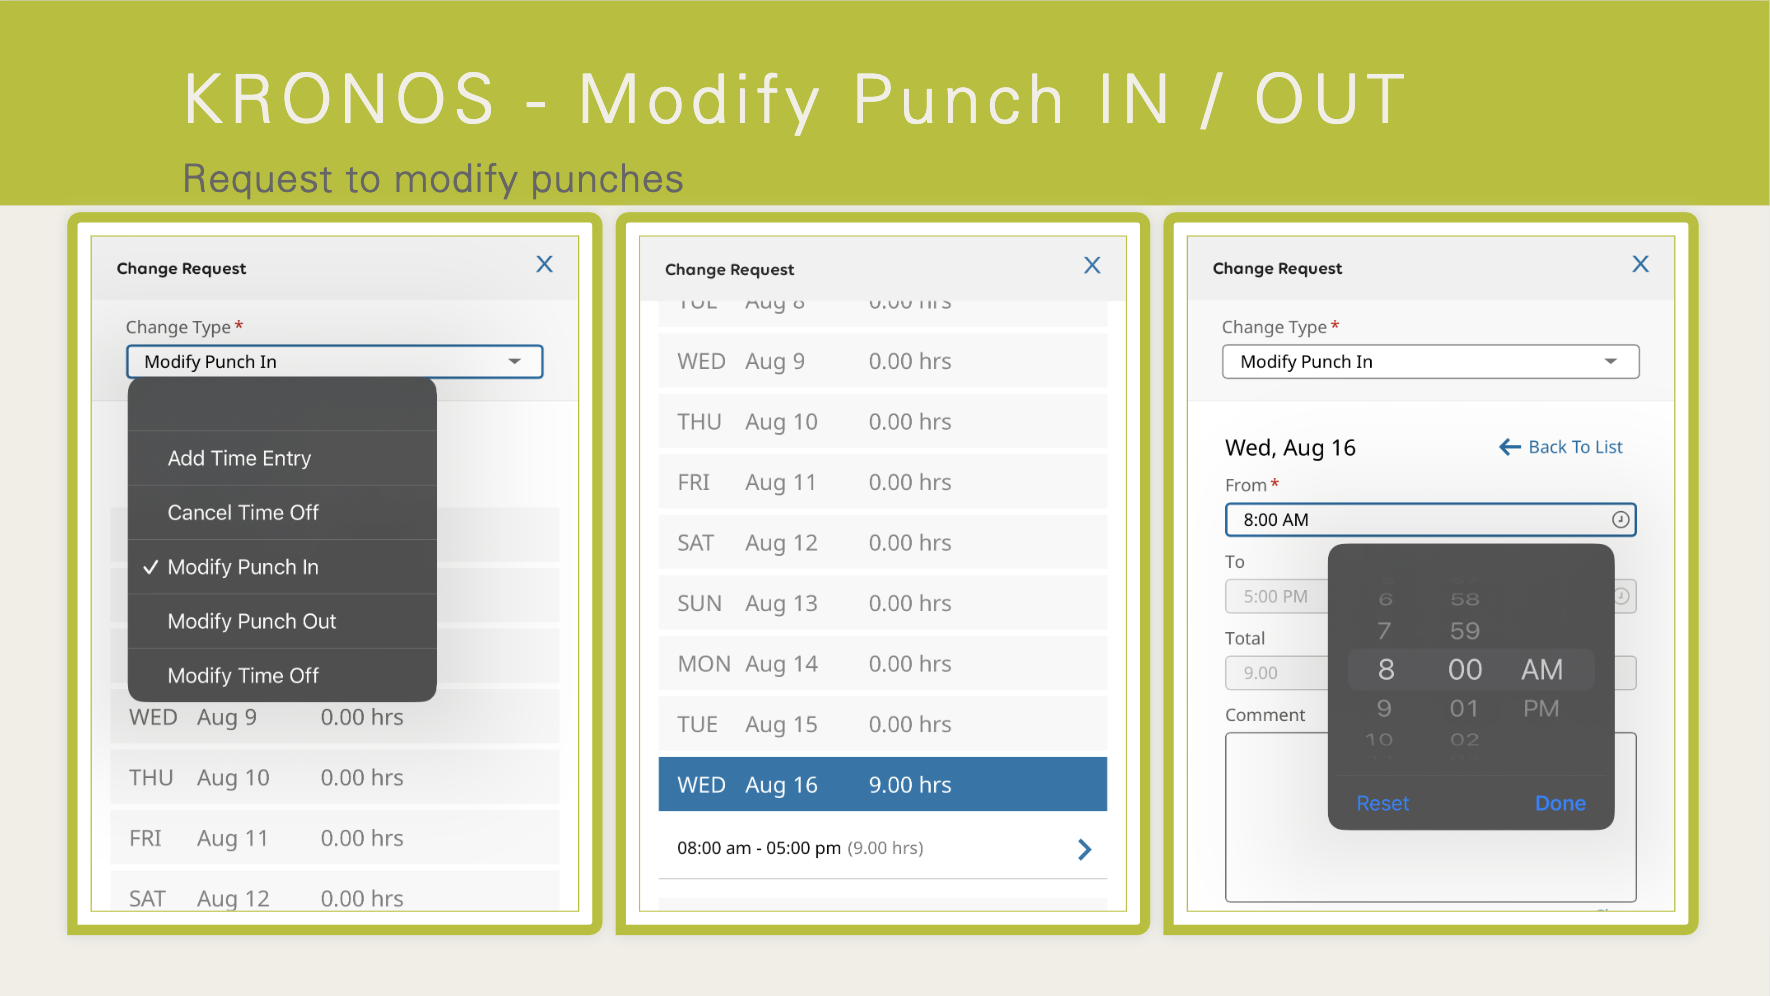 KRONOS - Modify Punch IN / OUT
Request to modify punches
Change Request X
Change Type *
Modify Punch In
Add Time Entry
Cancel Time Off
✓ Modify Punch In
Modify Punch Out
Modify Time Off
WED Aug 9 0.00 hrs
THU Aug 10 0.00 hrs
FRI Aug 11 0.00 hrs
SAT Aug 12 0.00 hrs
Change Request X
TUE Aug 8 0.00 hrs
WED Aug 9 0.00 hrs
THU Aug 10 0.00 hrs
FRI Aug 11 0.00 hrs
SAT Aug 12 0.00 hrs
SUN Aug 13 0.00 hrs
MON Aug 14 0.00 hrs
TUE Aug 15 0.00 hrs
WED Aug 16 9.00 hrs
08:00 am - 05:00 pm (9.00 hrs)
Change Request X
Change Type *
Modify Punch In
Wed, Aug 16 ← Back To List
From *
8:00 AM
To
5:00 PM
Total
9.00
Comment
6 58
7 59
8 00 AM
9 01 PM
10 02
Reset Done